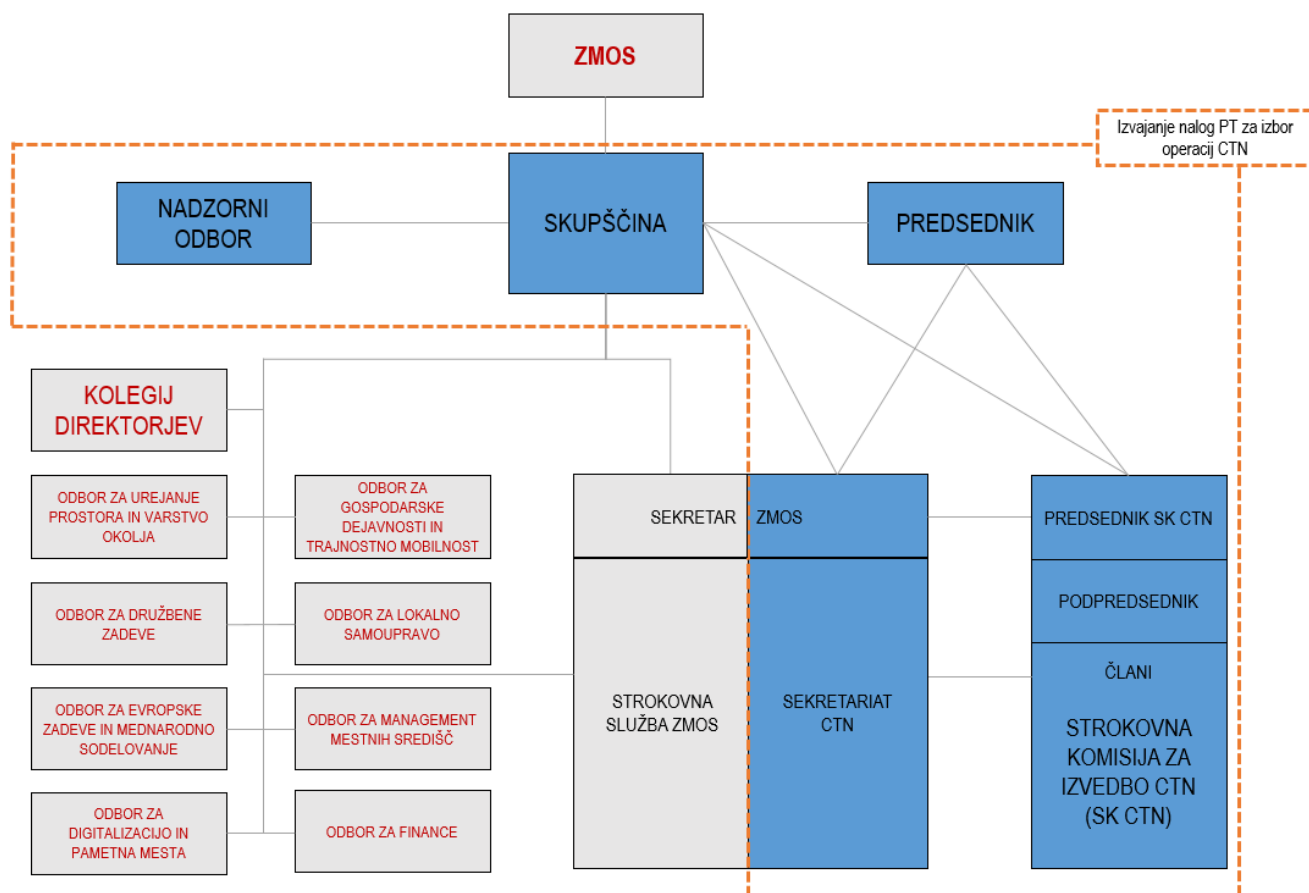 ZMOS
Izvajanje nalog PT za izbor
operacij CTN
NADZORNI
ODBOR
SKUPŠČINA
PREDSEDNIK
KOLEGIJ
DIREKTORJEV
ODBOR ZA UREJANJE
PROSTORA IN VARSTVO
OKOLJA
ODBOR ZA
GOSPODARSKE
DEJAVNOSTI IN
TRAJNOSTNO MOBILNOST
SEKRETAR ZMOS
PREDSEDNIK SK CTN
ODBOR ZA DRUŽBENE
ZADEVE
ODBOR ZA LOKALNO
SAMOUPRAVO
PODPREDSEDNIK
ODBOR ZA EVROPSKE
ZADEVE IN MEDNARODNO
SODELOVANJE
ODBOR ZA MANAGEMENT
MESTNIH SREDIŠČ
STROKOVNA
SLUŽBA ZMOS
SEKRETARIAT
CTN
ČLANI
STROKOVNA
KOMISIJA ZA
IZVEDBO CTN
(SK CTN)
ODBOR ZA
DIGITALIZACIJO IN
PAMETNA MESTA
ODBOR ZA FINANCE